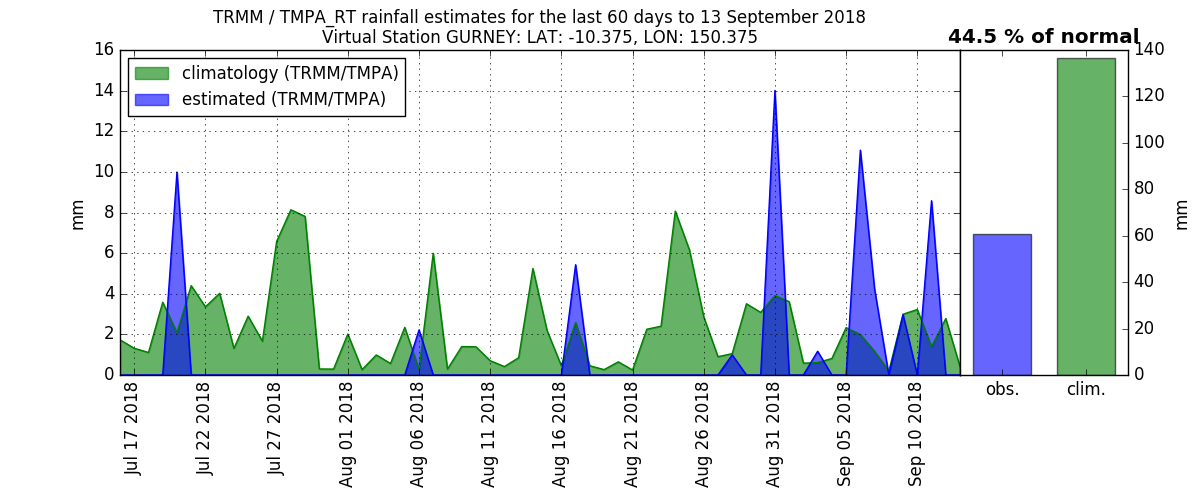 TRMM / TMPA_RT rainfall estimates for the last 60 days to 13 September 2018
Virtual Station GURNEY: LAT: -10.375, LON: 150.375
44.5 % of normal
climatology (TRMM/TMPA)
estimated (TRMM/TMPA)
mm
16
14
12
10
8
6
4
2
0
Jul 17 2018
Jul 22 2018
Jul 27 2018
Aug 01 2018
Aug 06 2018
Aug 11 2018
Aug 16 2018
Aug 21 2018
Aug 26 2018
Aug 31 2018
Sep 05 2018
Sep 10 2018
140
120
100
80
60
40
20
0
mm
obs.
clim.